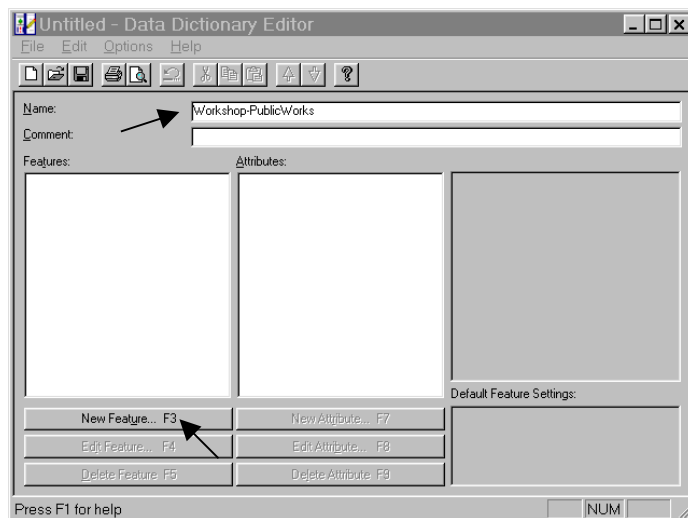 Untitled - Data Dictionary Editor
File Edit Options Help
Name: Workshop-PublicWorks
Comment:
Features: Attributes:
Default Feature Settings:
New Feature... F3 New Attribute... F7
Edit Feature... F4 Edit Attribute... F8
Delete Feature F5 Delete Attribute F9
Press F1 for help NUM